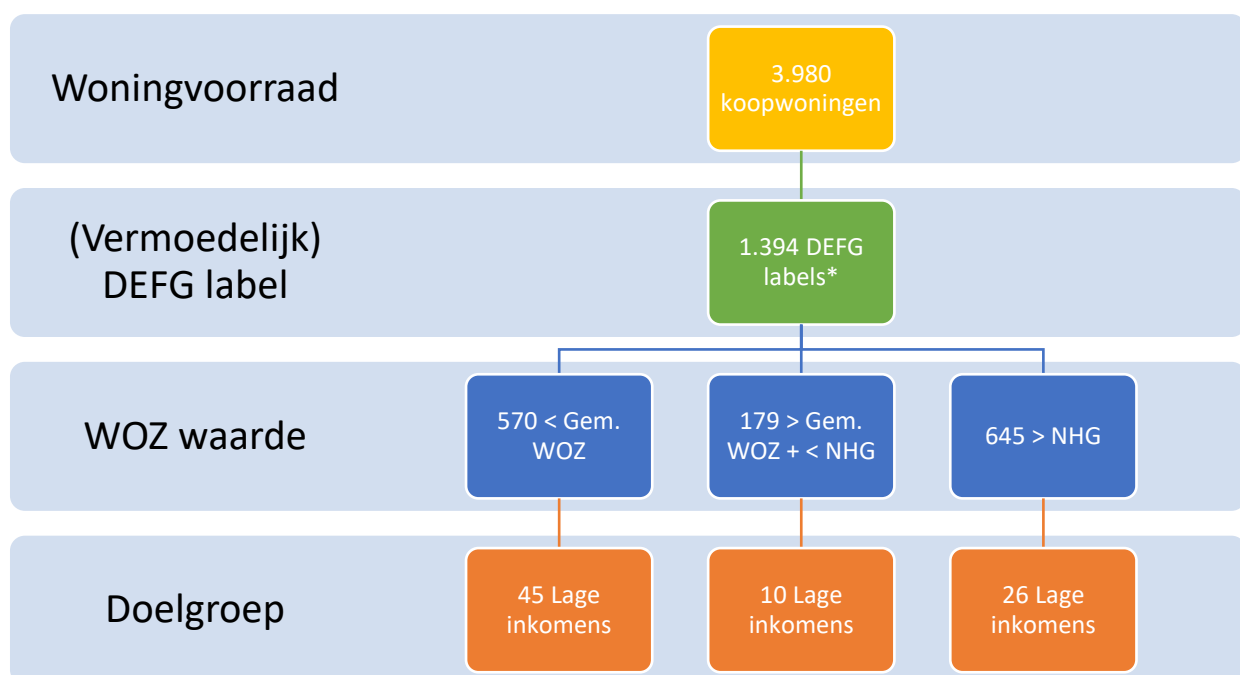 Woningvoorraad
3.980
koopwoningen
(Vermoedelijk)
DEFG label
1.394 DEFG
labels*
WOZ waarde
570 < Gem.
WOZ
179 > Gem.
WOZ + < NHG
645 > NHG
Doelgroep
45 Lage
inkomens
10 Lage
inkomens
26 Lage
inkomens